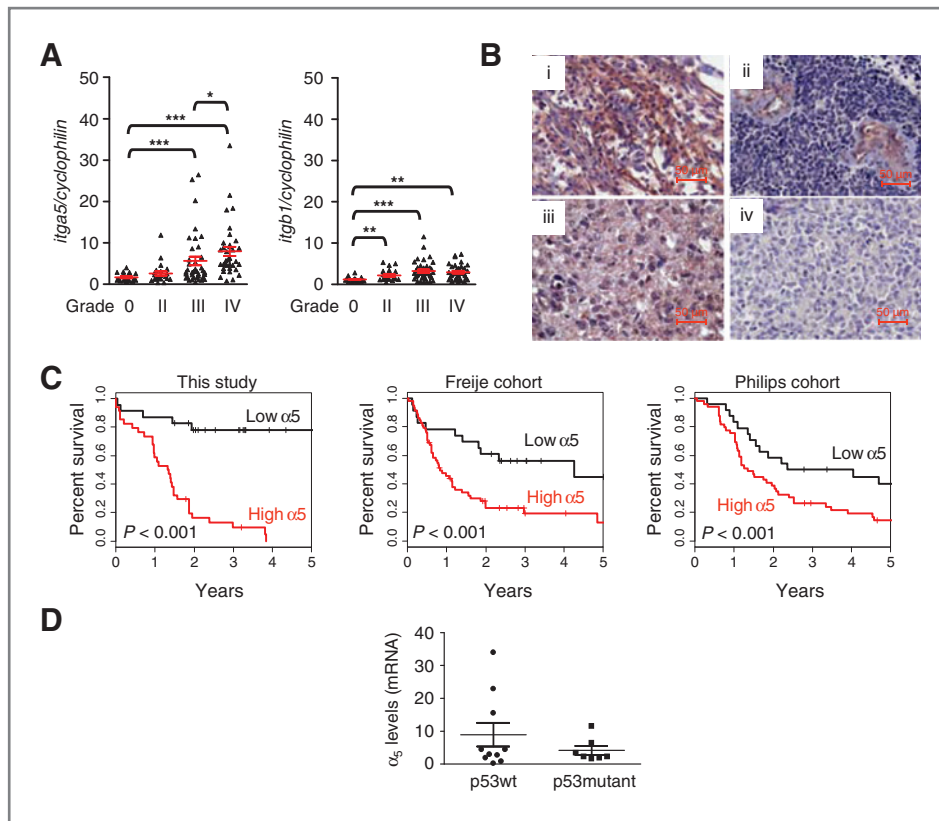 A
50
40
30
20
10
0
itga5/cyclophilin
***
***
*
Grade 0 II III IV
50
40
30
20
10
0
itgb1/cyclophilin
**
***
**
Grade 0 II III IV
B
i
50 µm
ii
50 µm
iii
50 µm
iv
50 µm
C
This study
Percent survival
1.0
0.8
0.6
0.4
0.2
0.0
Low α5
High α5
P < 0.001
0 1 2 3 4 5
Years
Freije cohort
Percent survival
1.0
0.8
0.6
0.4
0.2
0.0
Low α5
High α5
P < 0.001
0 1 2 3 4 5
Years
Philips cohort
Percent survival
1.0
0.8
0.6
0.4
0.2
0.0
Low α5
High α5
P < 0.001
0 1 2 3 4 5
Years
D
α5 levels (mRNA)
40
30
20
10
0
p53wt p53mutant